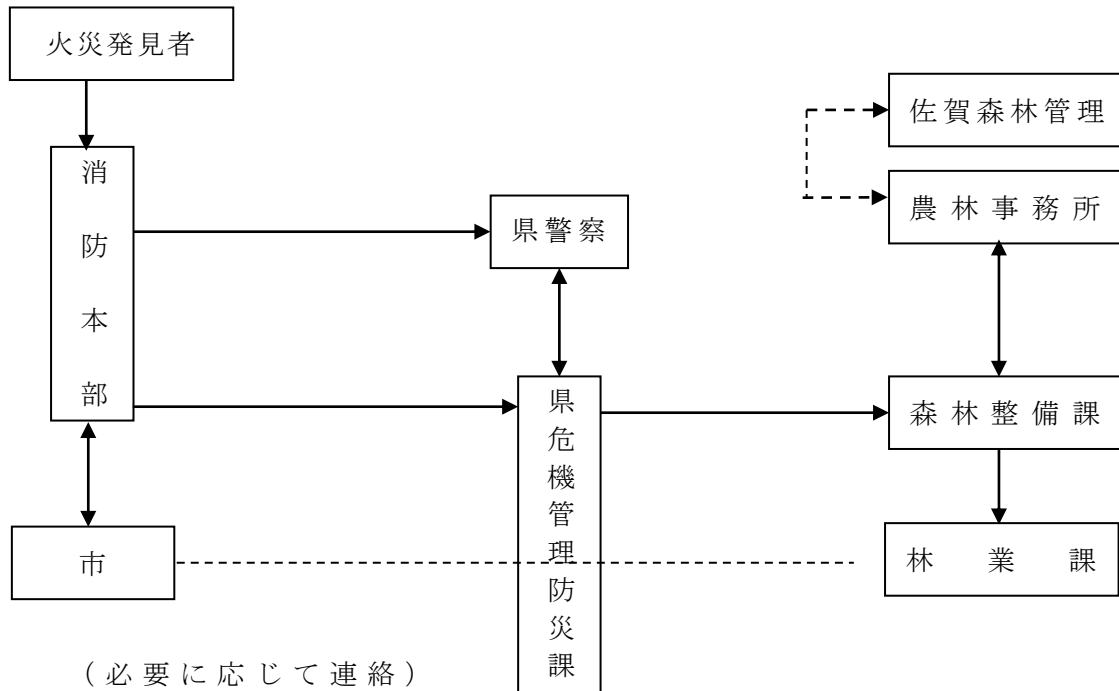 火災発見者
佐賀森林管理
消防本部
農林事務所
県警察
県危機管理防災課
森林整備課
市
林業課
(必要に応じて連絡)